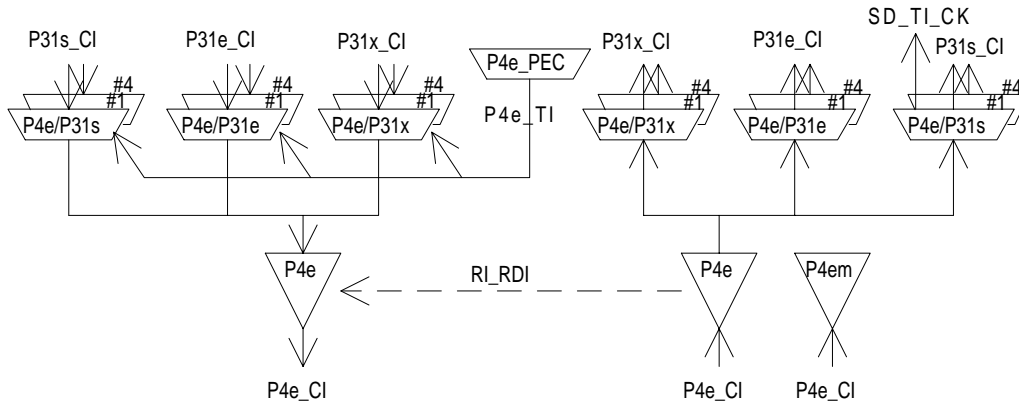 SD_TI_CK
P31s_CI P31e_CI P31x_CI P31x_CI P31e_CI P31s_CI
P4e_PEC
#4 #4 #4 #4 #4 #4
#1 #1 #1 #1 #1 #1
P4e_TI
P4e/P31s P4e/P31e P4e/P31x P4e/P31x P4e/P31e P4e/P31s
P4e RI_RDI P4e P4em
P4e_CI P4e_CI P4e_CI